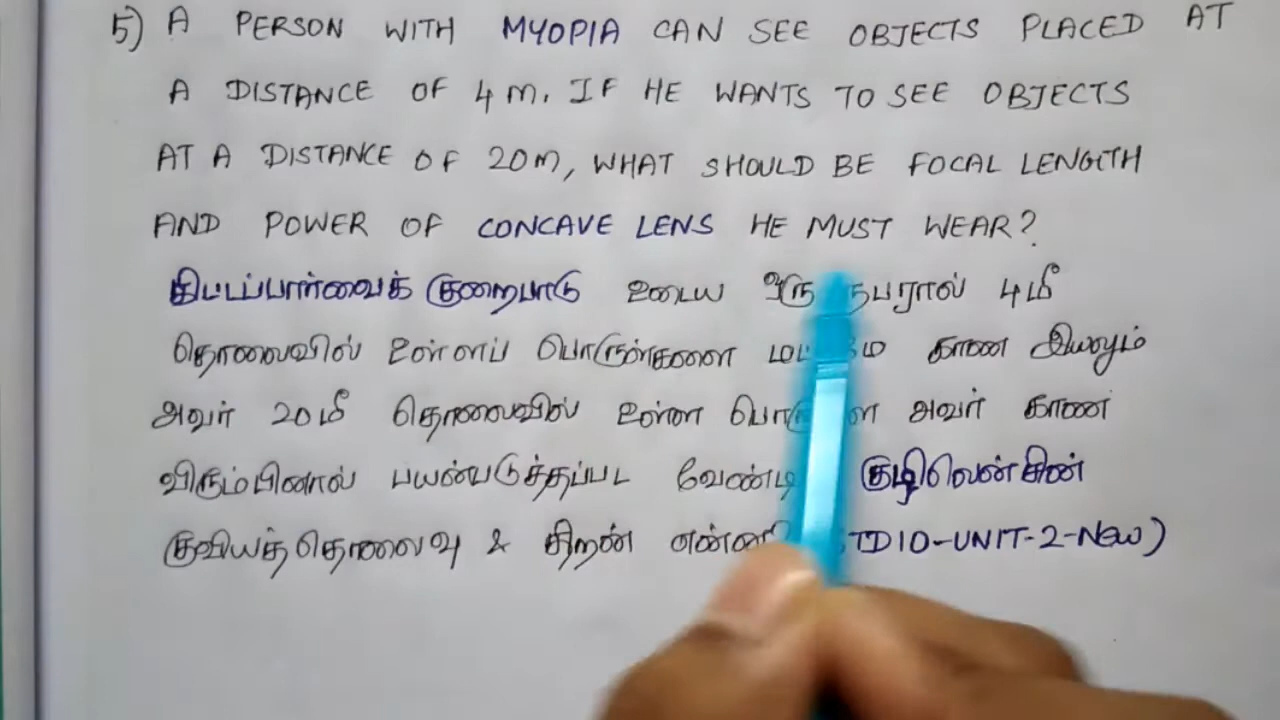 5) A PERSON WITH MYOPIA CAN SEE OBJECTS PLACED AT
A DISTANCE OF 4 M. IF HE WANTS TO SEE OBJECTS
AT A DISTANCE OF 20M, WHAT SHOULD BE FOCAL LENGTH
AND POWER OF CONCAVE LENS HE MUST WEAR?
கிட்டப்பார்வைக் குறைபாடு உடைய ஒரு நபரால் 4மீ
தொலைவில் உள்ளப் பொருள்களை காண இயலும்
அவர் 20மீ தொலைவில் உள்ள அவர் காண
விரும்பினால் பயன்படுத்தப்பட குழிலென்சின்
குவியத்தொலைவு & திறன் TD10-UNIT-2-New)